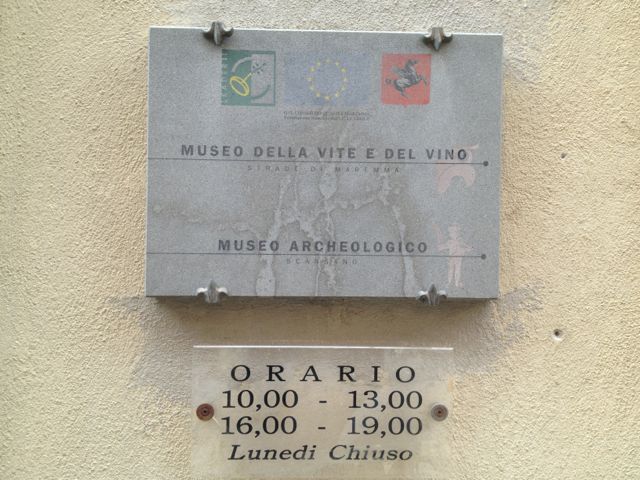 MUSEO DELLA VITE E DEL VINO
STRADE DI MAREMMA
MUSEO ARCHEOLOGICO
SCANSANO
ORARIO
10,00 - 13,00
16,00 - 19,00
Lunedi Chiuso